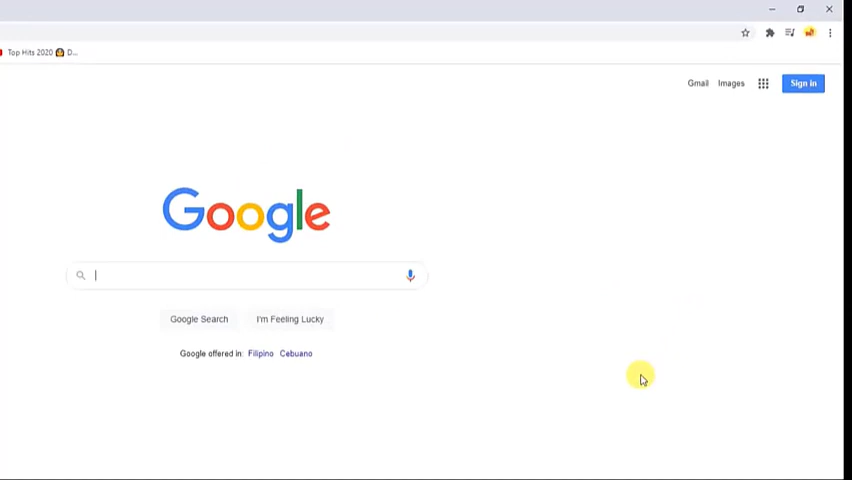 Top Hits 2020 👩 D...
Gmail Images Sign in
Google
Google Search I'm Feeling Lucky
Google offered in: Filipino Cebuano